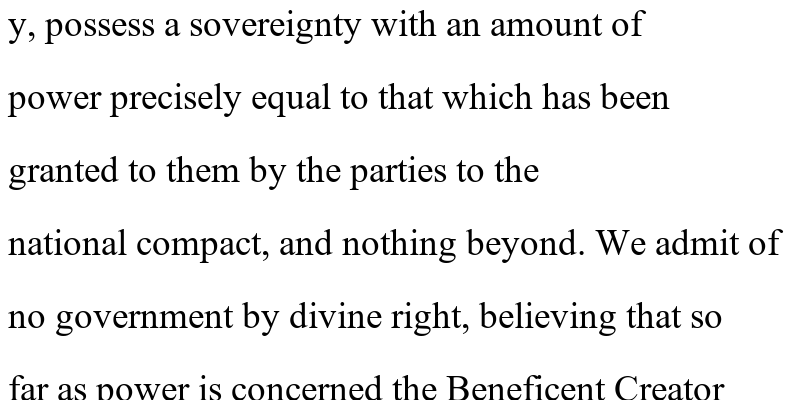 y, possess a sovereignty with an amount of
power precisely equal to that which has been
granted to them by the parties to the
national compact, and nothing beyond. We admit of
no government by divine right, believing that so
far as power is concerned the Beneficent Creator